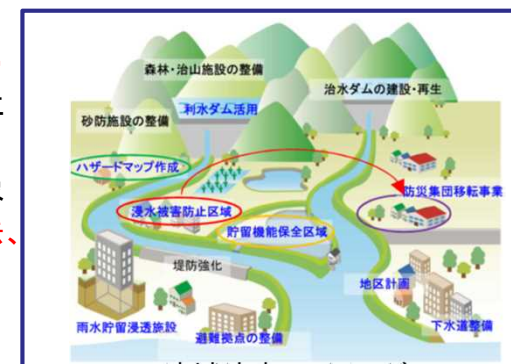 森林・治山施設の整備
治水ダムの建設・再生
利水ダム活用
砂防施設の整備
ハザードマップ作成
防災集団移転事業
浸水被害防止区域
貯留機能保全区域
堤防強化
地区計画
雨水貯留浸透施設
避難拠点の整備
下水道整備